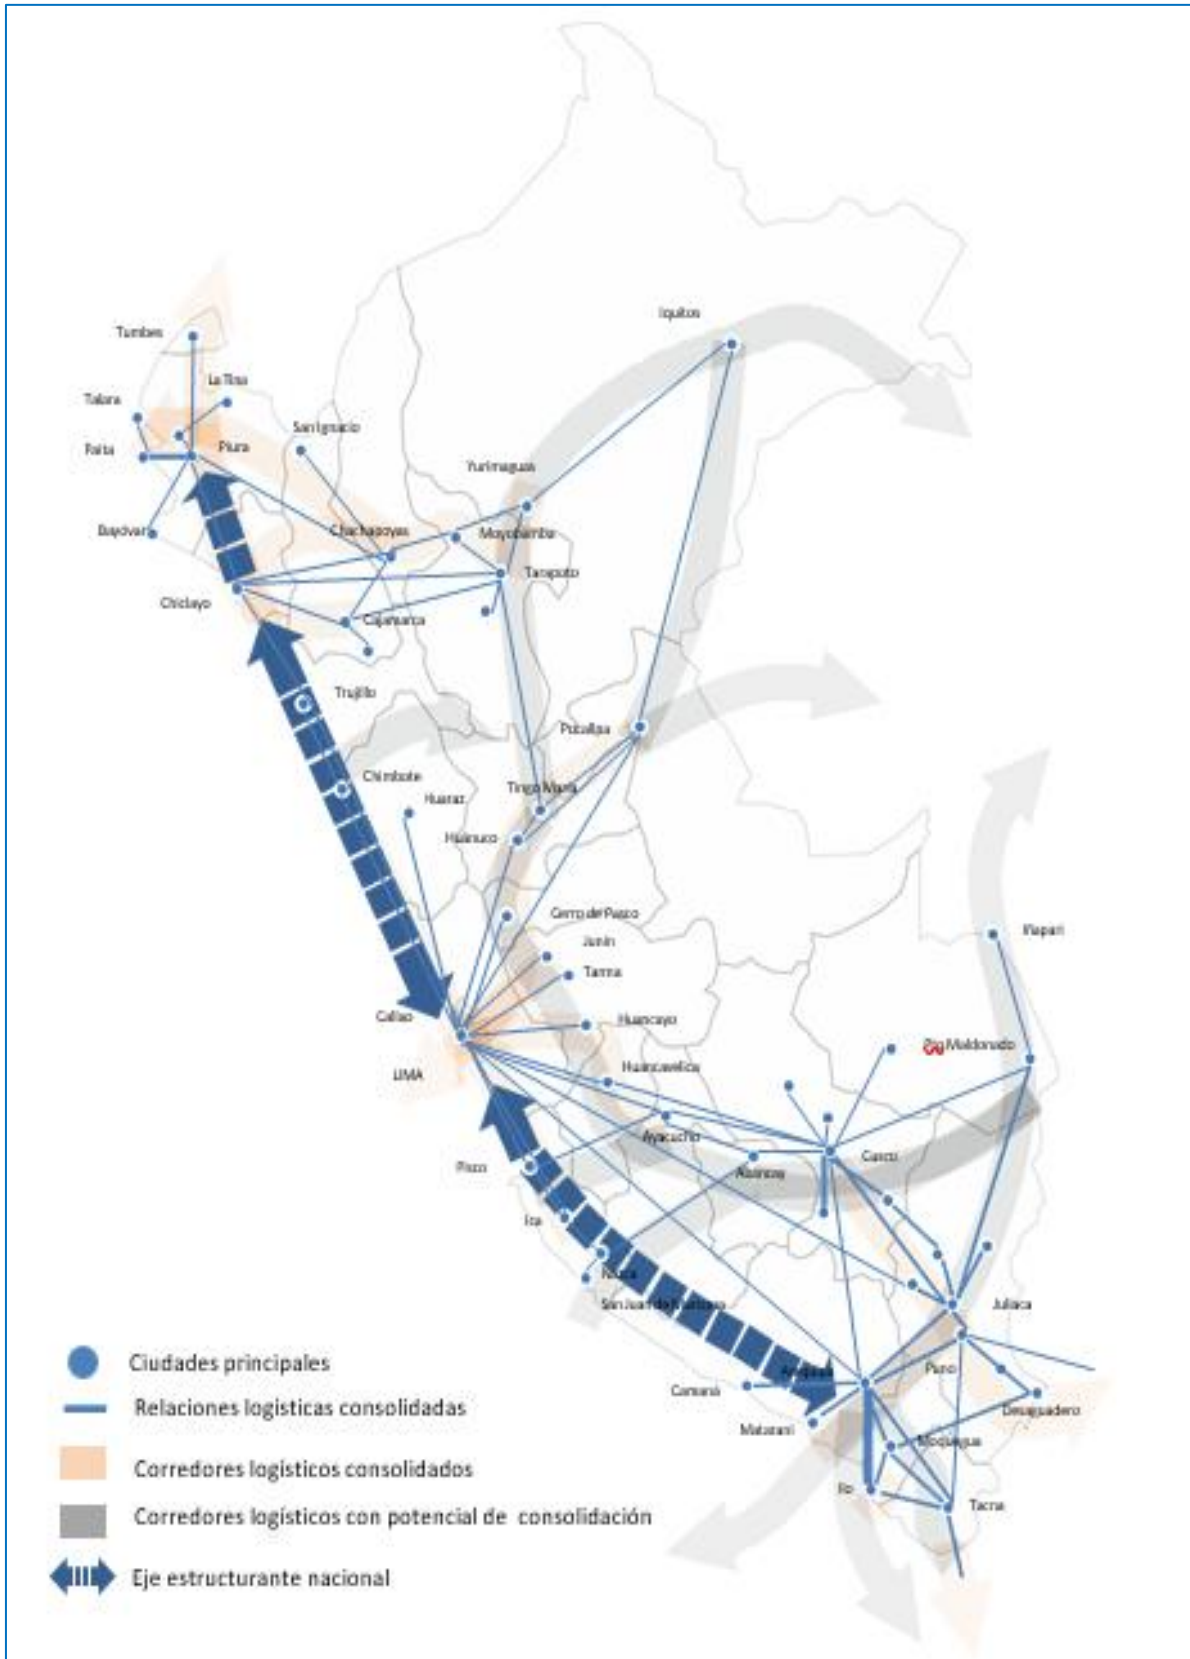 Iquitos
Tumbes
La Tina
Talara
San Ignacio
Paita
Piura
Yurimaguas
Bayóvar
Chachapoyas
Moyobamba
Tarapoto
Chiclayo
Cajamarca
Trujillo
Pucallpa
Chimbote
Tingo María
Huaraz
Huánuco
Cerro de Pasco
Junín
Iñapari
Tarma
Callao
Huancayo
Maldonado
Huancavelica
LIMA
Ayacucho
Cusco
Pisco
Abancay
Ica
Nazca
San Juan de Marcona
Juliaca
Ciudades principales
Arequipa
Puno
Camaná
Relaciones logísticas consolidadas
Desaguadero
Matarani
Moquegua
Corredores logísticos consolidados
Ilo
Tacna
Corredores logísticos con potencial de consolidación
Eje estructurante nacional